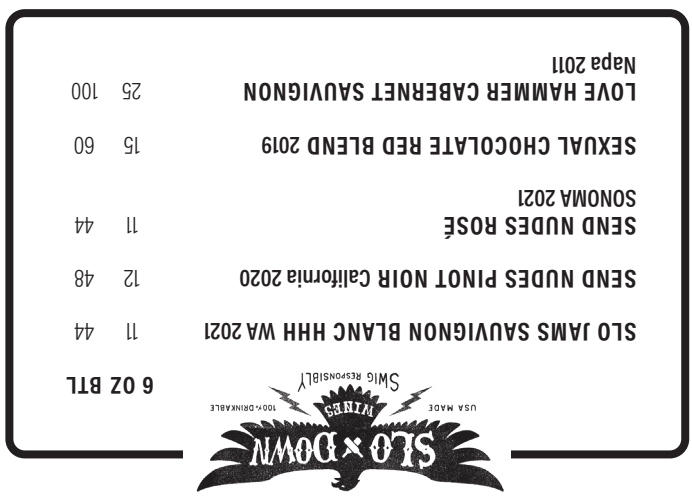 SLO x DOWN
WINES
USA MADE 100% DRINKABLE
SWIG RESPONSIBLY
6 OZ BTL
SLO JAMS SAUVIGNON BLANC HHH WA 2021 11 44
SEND NUDES PINOT NOIR California 2020 12 48
SEND NUDES ROSÉ 11 44
SONOMA 2021
SEXUAL CHOCOLATE RED BLEND 2019 15 60
LOVE HAMMER CABERNET SAUVIGNON 25 100
Napa 2011